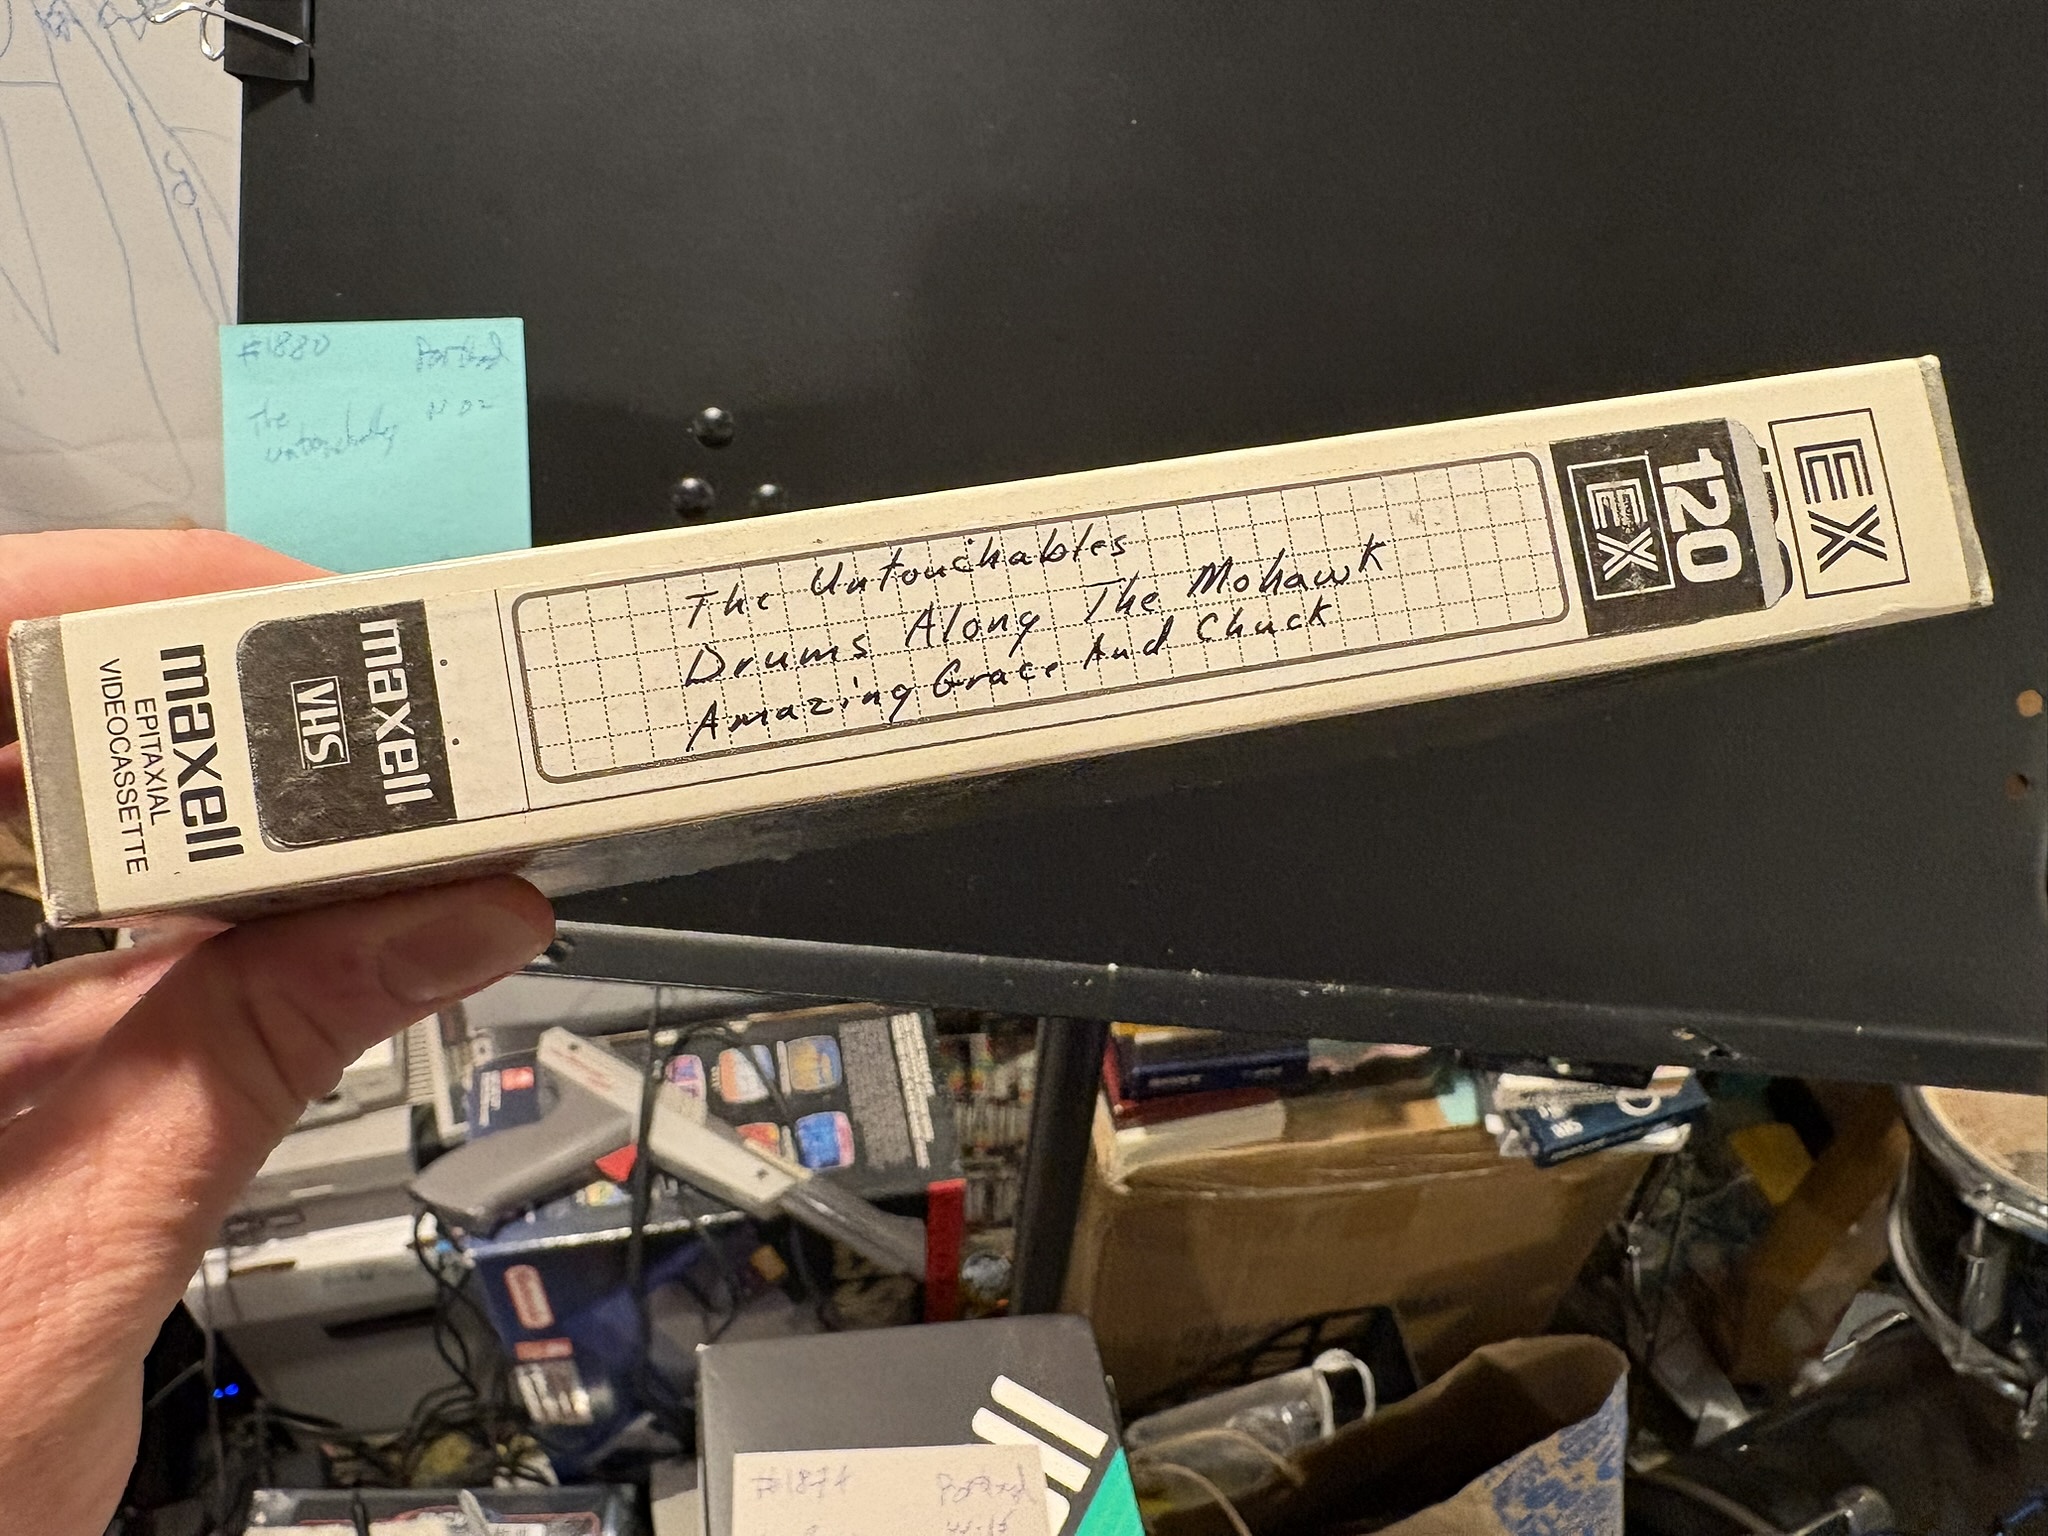 #1880
The
untouchables
maxell
EPITAXIAL
VIDEOCASSETTE
maxell
VHS
The Untouchables
Drums Along The Mohawk
Amazing Grace And Chuck
120
EX
EX